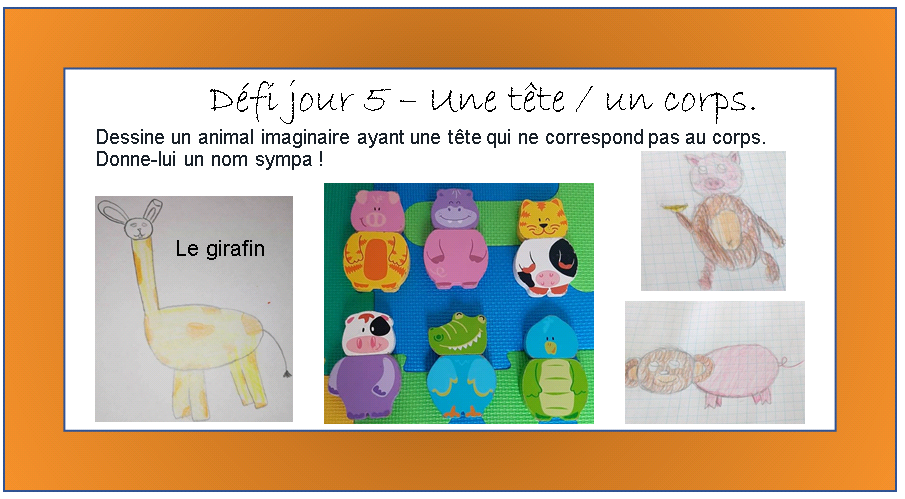 Défi jour 5 – Une tête / un corps.
Dessine un animal imaginaire ayant une tête qui ne correspond pas au corps.
Donne-lui un nom sympa !
Le girafin